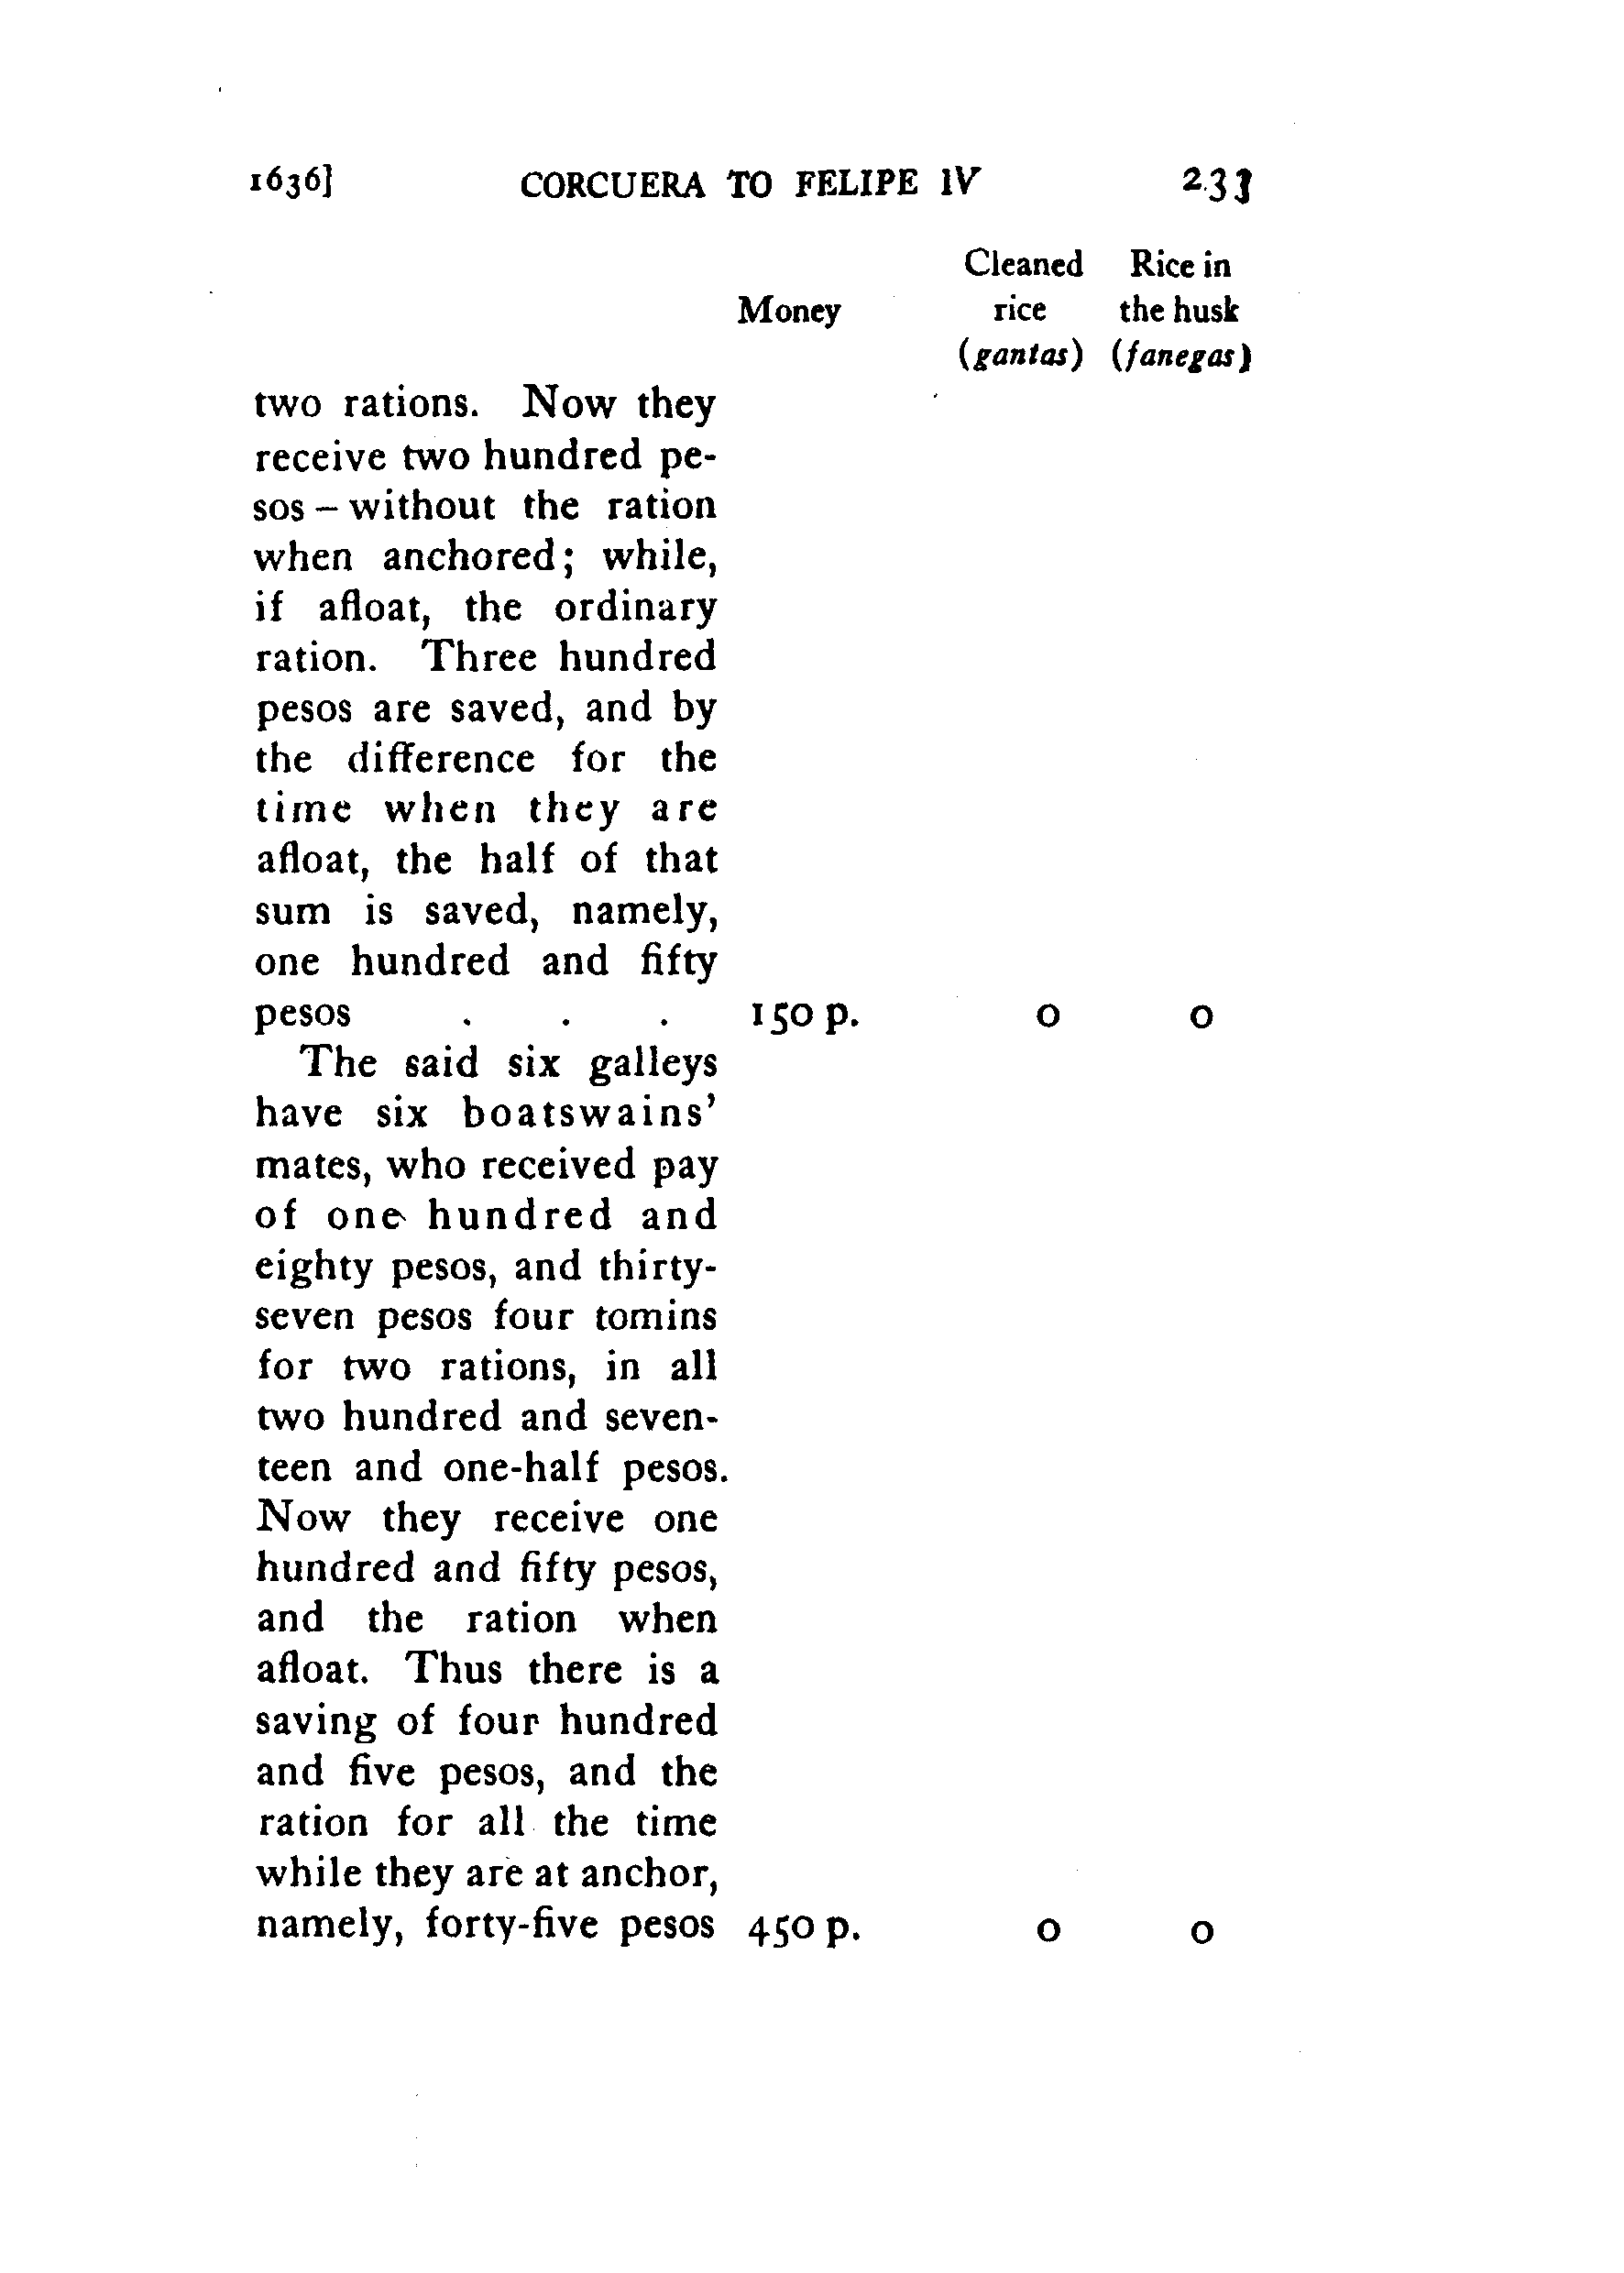 1636] CORCUERA TO FELIPE IV 233
Cleaned Rice in
Money rice the husk
(gantas) (fanegas)
two rations. Now they
receive two hundred pe-
sos – without the ration
when anchored; while,
if afloat, the ordinary
ration. Three hundred
pesos are saved, and by
the difference for the
time when they are
afloat, the half of that
sum is saved, namely,
one hundred and fifty
pesos . . . 150 p. 0 0
The said six galleys
have six boatswains'
mates, who received pay
of one hundred and
eighty pesos, and thirty-
seven pesos four tomins
for two rations, in all
two hundred and seven-
teen and one-half pesos.
Now they receive one
hundred and fifty pesos,
and the ration when
afloat. Thus there is a
saving of four hundred
and five pesos, and the
ration for all the time
while they are at anchor,
namely, forty-five pesos 450 p. 0 0